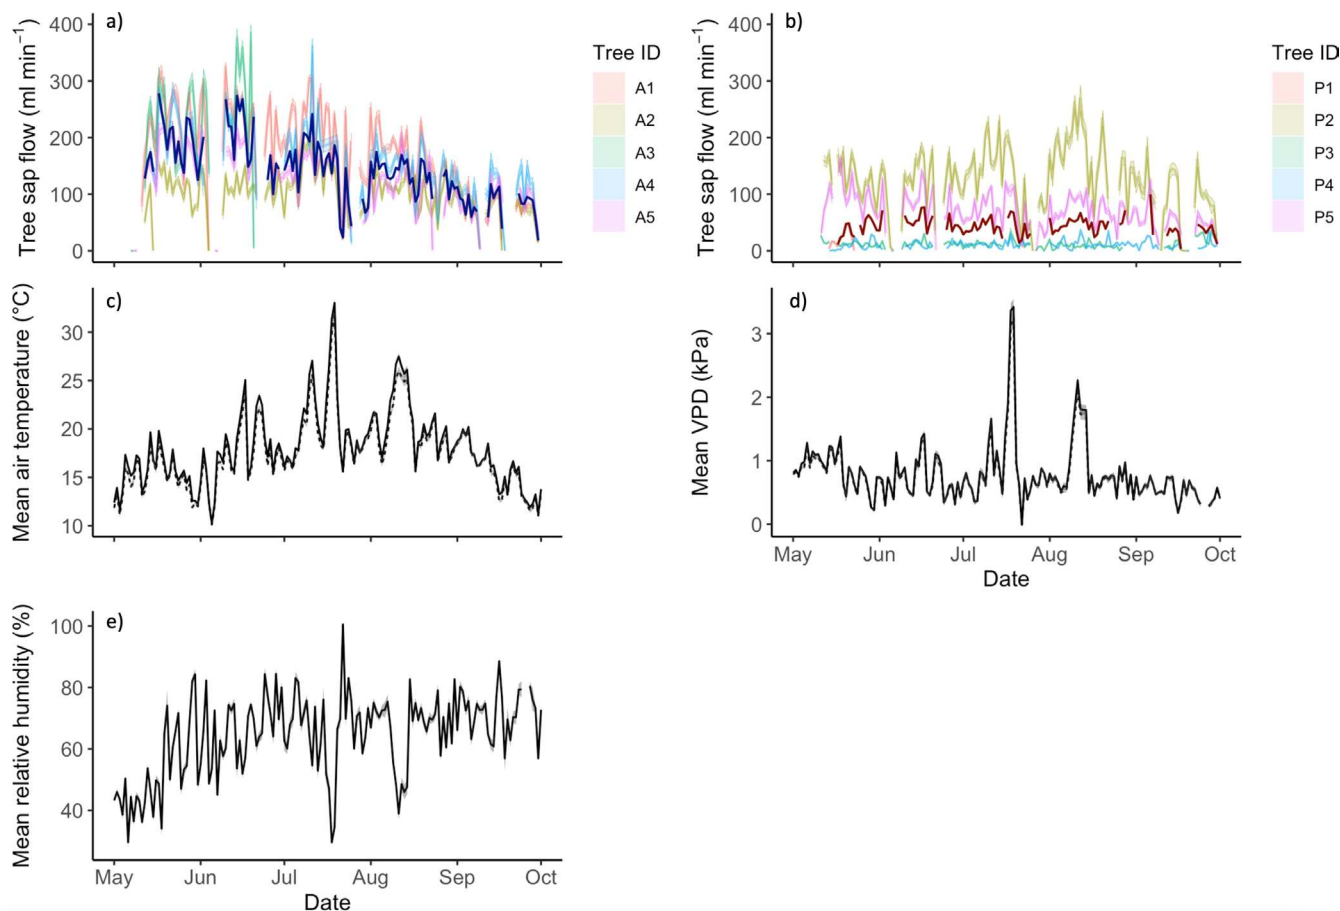 a)
Tree sap flow (ml min⁻¹)
400
300
200
100
0
Tree ID
A1
A2
A3
A4
A5
b)
Tree sap flow (ml min⁻¹)
400
300
200
100
0
Tree ID
P1
P2
P3
P4
P5
c)
Mean air temperature (°C)
30
25
20
15
10
d)
Mean VPD (kPa)
3
2
1
0
May Jun Jul Aug Sep Oct
Date
e)
Mean relative humidity (%)
100
80
60
40
May Jun Jul Aug Sep Oct
Date